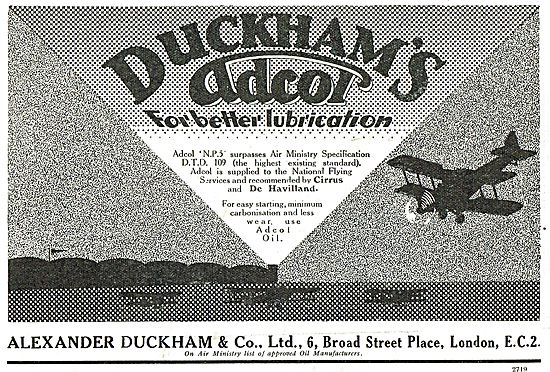 DUCKHAM'S
Adcol
For better lubrication
Adcol 'N.P.5' surpasses Air Ministry Specification
D.T.D. 109 (the highest existing standard).
Adcol is supplied to the National Flying
Services and recommended by Cirrus
and De Havilland.
For easy starting, minimum
carbonisation and less
wear, use
Adcol
Oil.
ALEXANDER DUCKHAM & Co., Ltd., 6, Broad Street Place, London, E.C.2.
On Air Ministry list of approved Oil Manufacturers.
2719